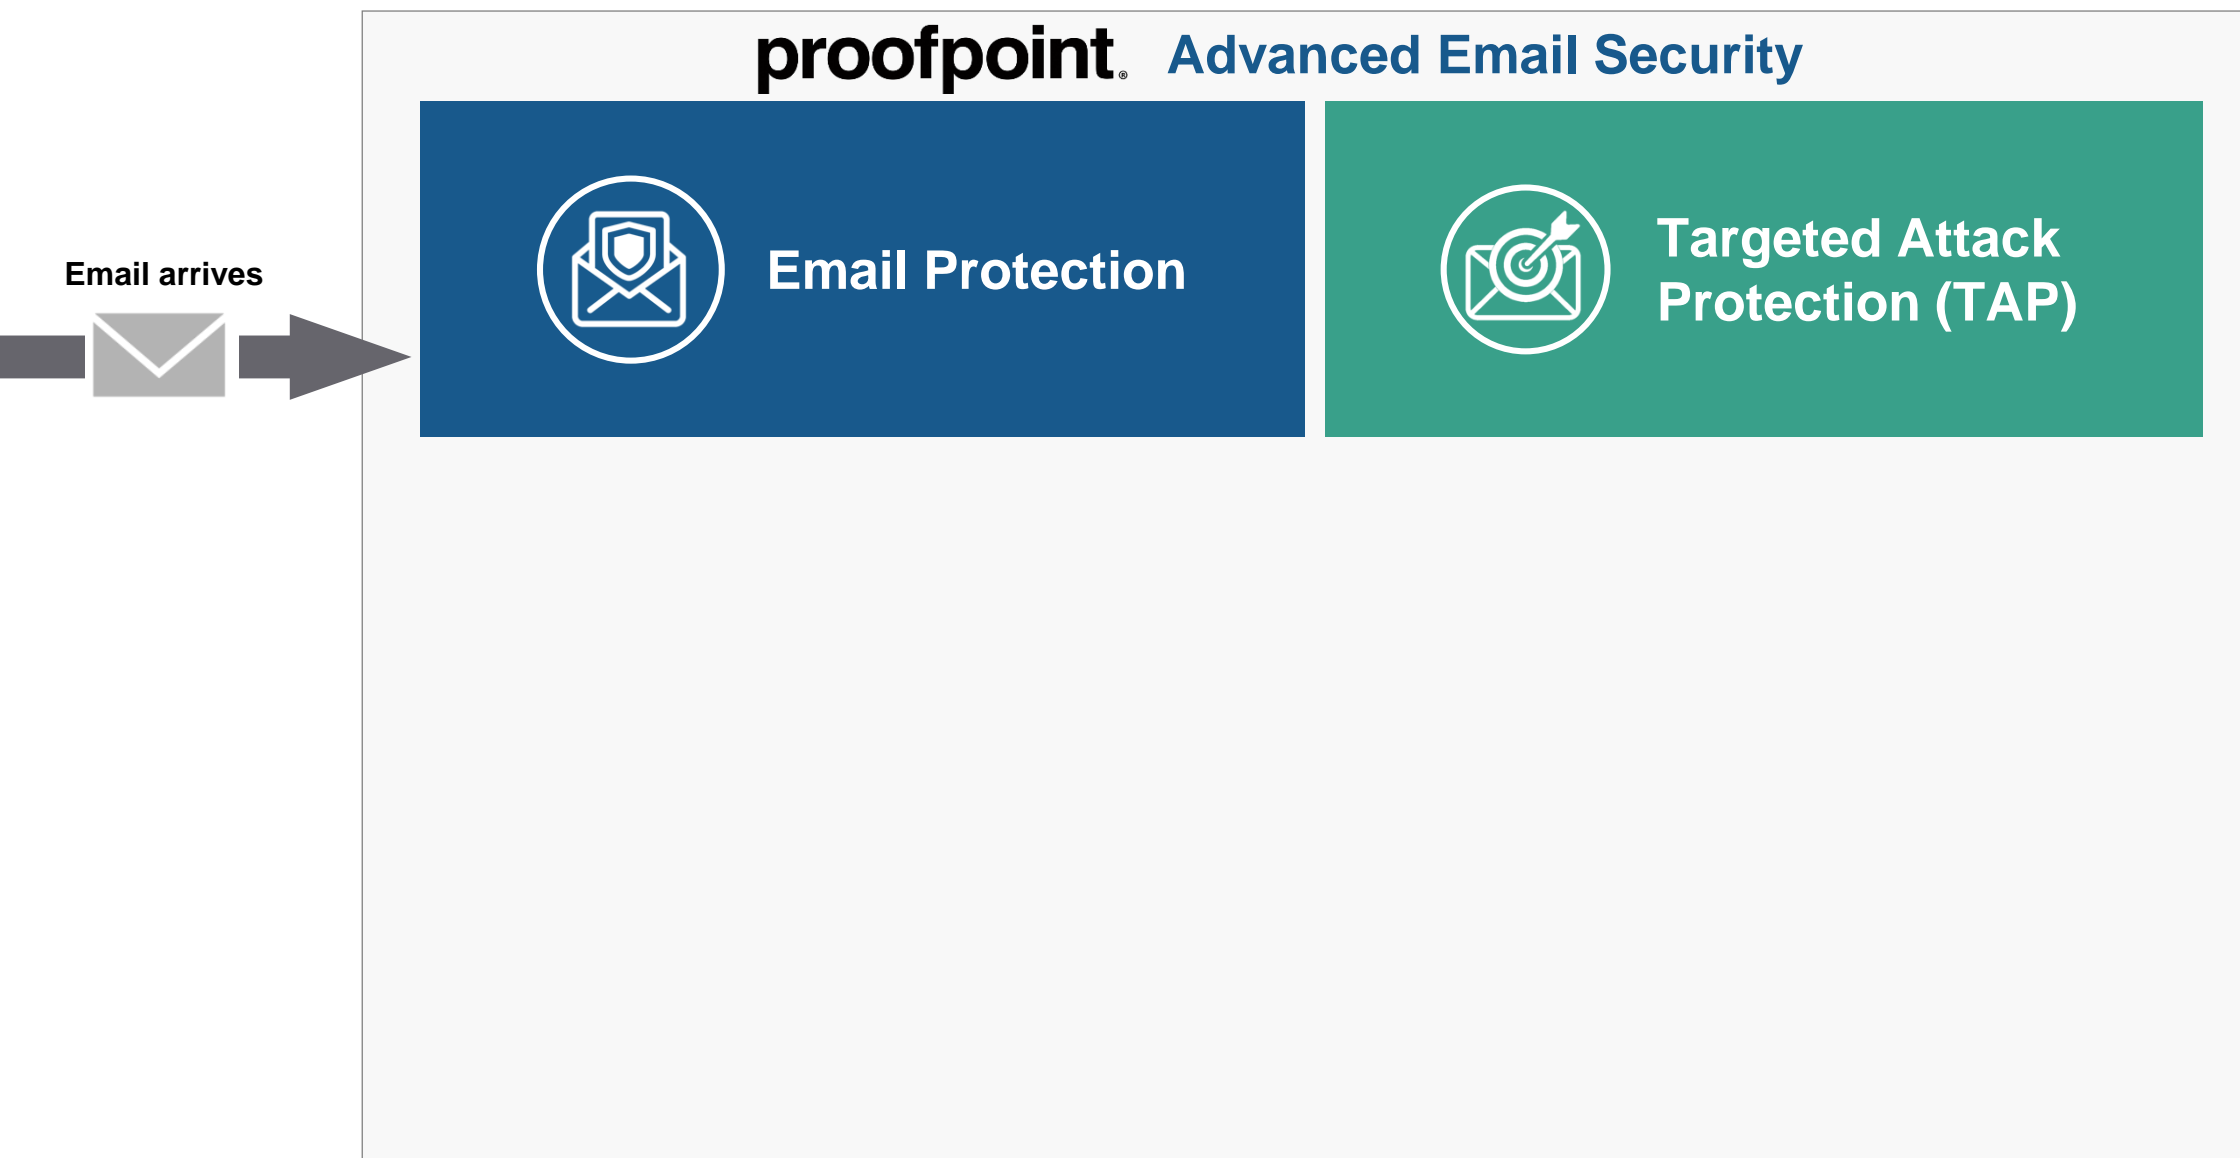 proofpoint® Advanced Email Security
Email arrives
Email Protection
Targeted Attack
Protection (TAP)